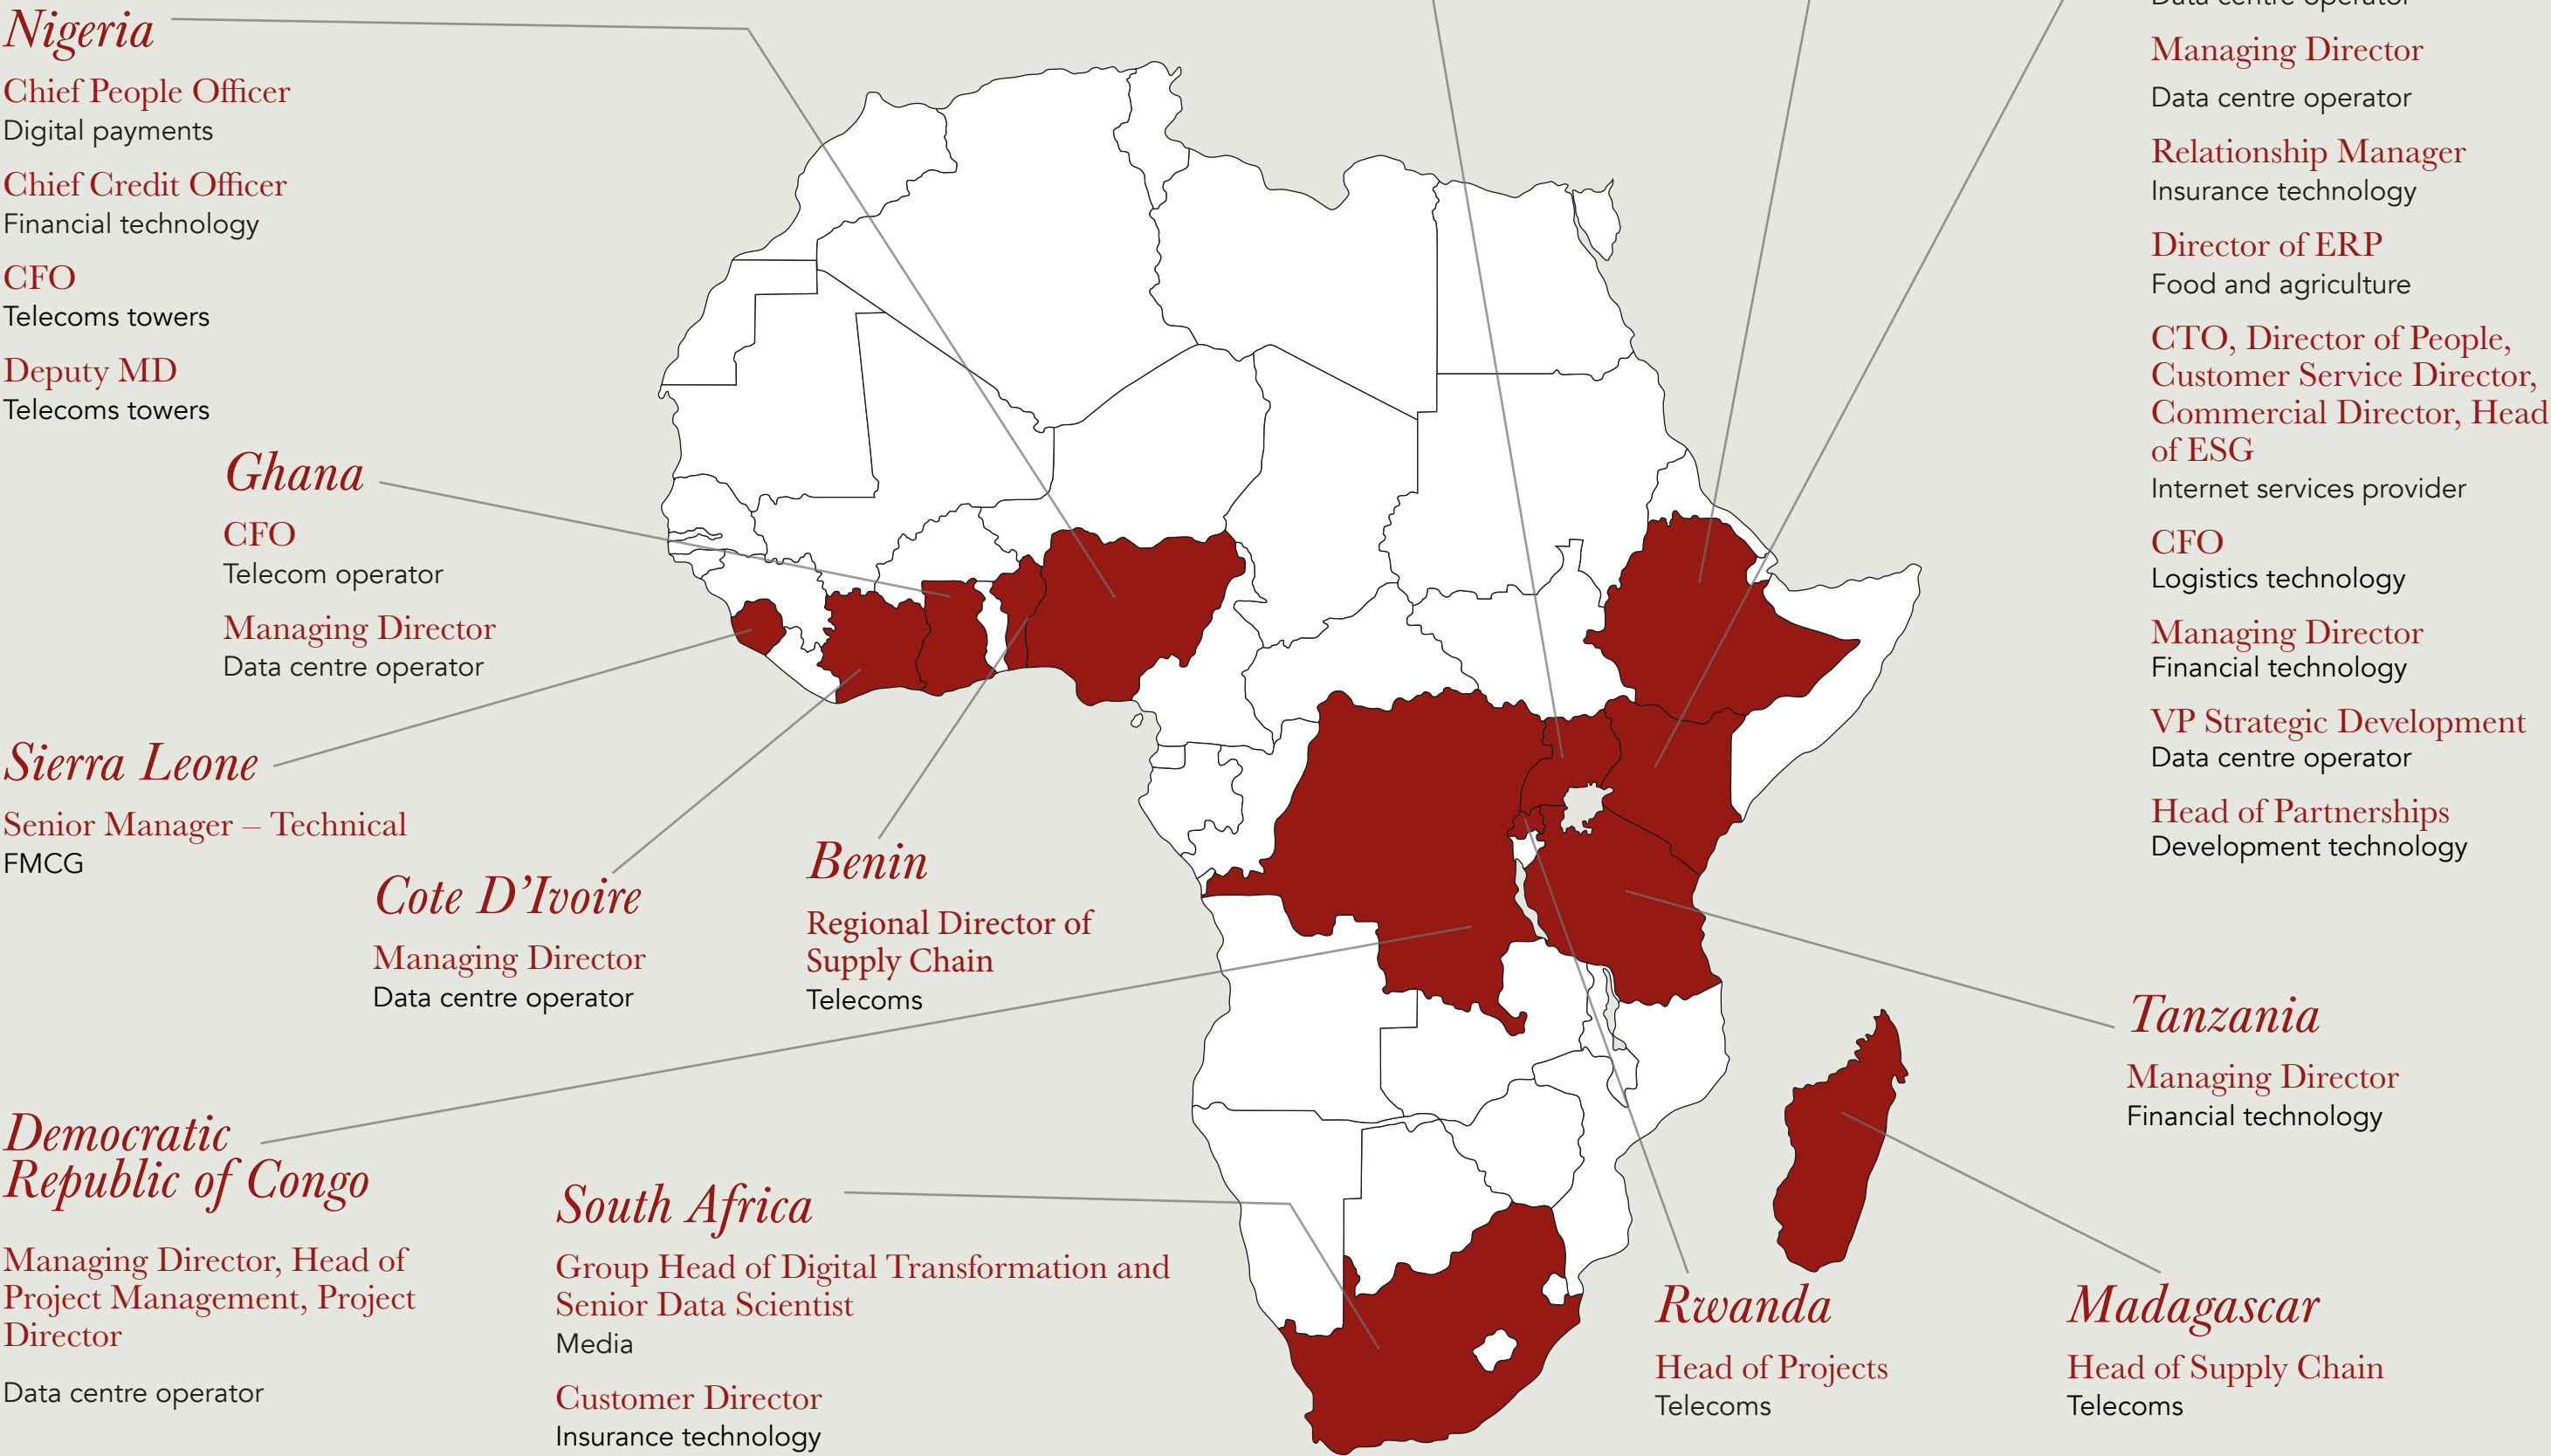 Nigeria
Chief People Officer
Digital payments
Chief Credit Officer
Financial technology
CFO
Telecoms towers
Deputy MD
Telecoms towers
Ghana
CFO
Telecom operator
Managing Director
Data centre operator
Sierra Leone
Senior Manager – Technical
FMCG
Cote D’Ivoire
Managing Director
Data centre operator
Benin
Regional Director of
Supply Chain
Telecoms
Democratic
Republic of Congo
Managing Director, Head of
Project Management, Project
Director
Data centre operator
South Africa
Group Head of Digital Transformation and
Senior Data Scientist
Media
Customer Director
Insurance technology
Rwanda
Head of Projects
Telecoms
Madagascar
Head of Supply Chain
Telecoms
Tanzania
Managing Director
Financial technology
Data centre operator
Managing Director
Data centre operator
Relationship Manager
Insurance technology
Director of ERP
Food and agriculture
CTO, Director of People,
Customer Service Director,
Commercial Director, Head
of ESG
Internet services provider
CFO
Logistics technology
Managing Director
Financial technology
VP Strategic Development
Data centre operator
Head of Partnerships
Development technology